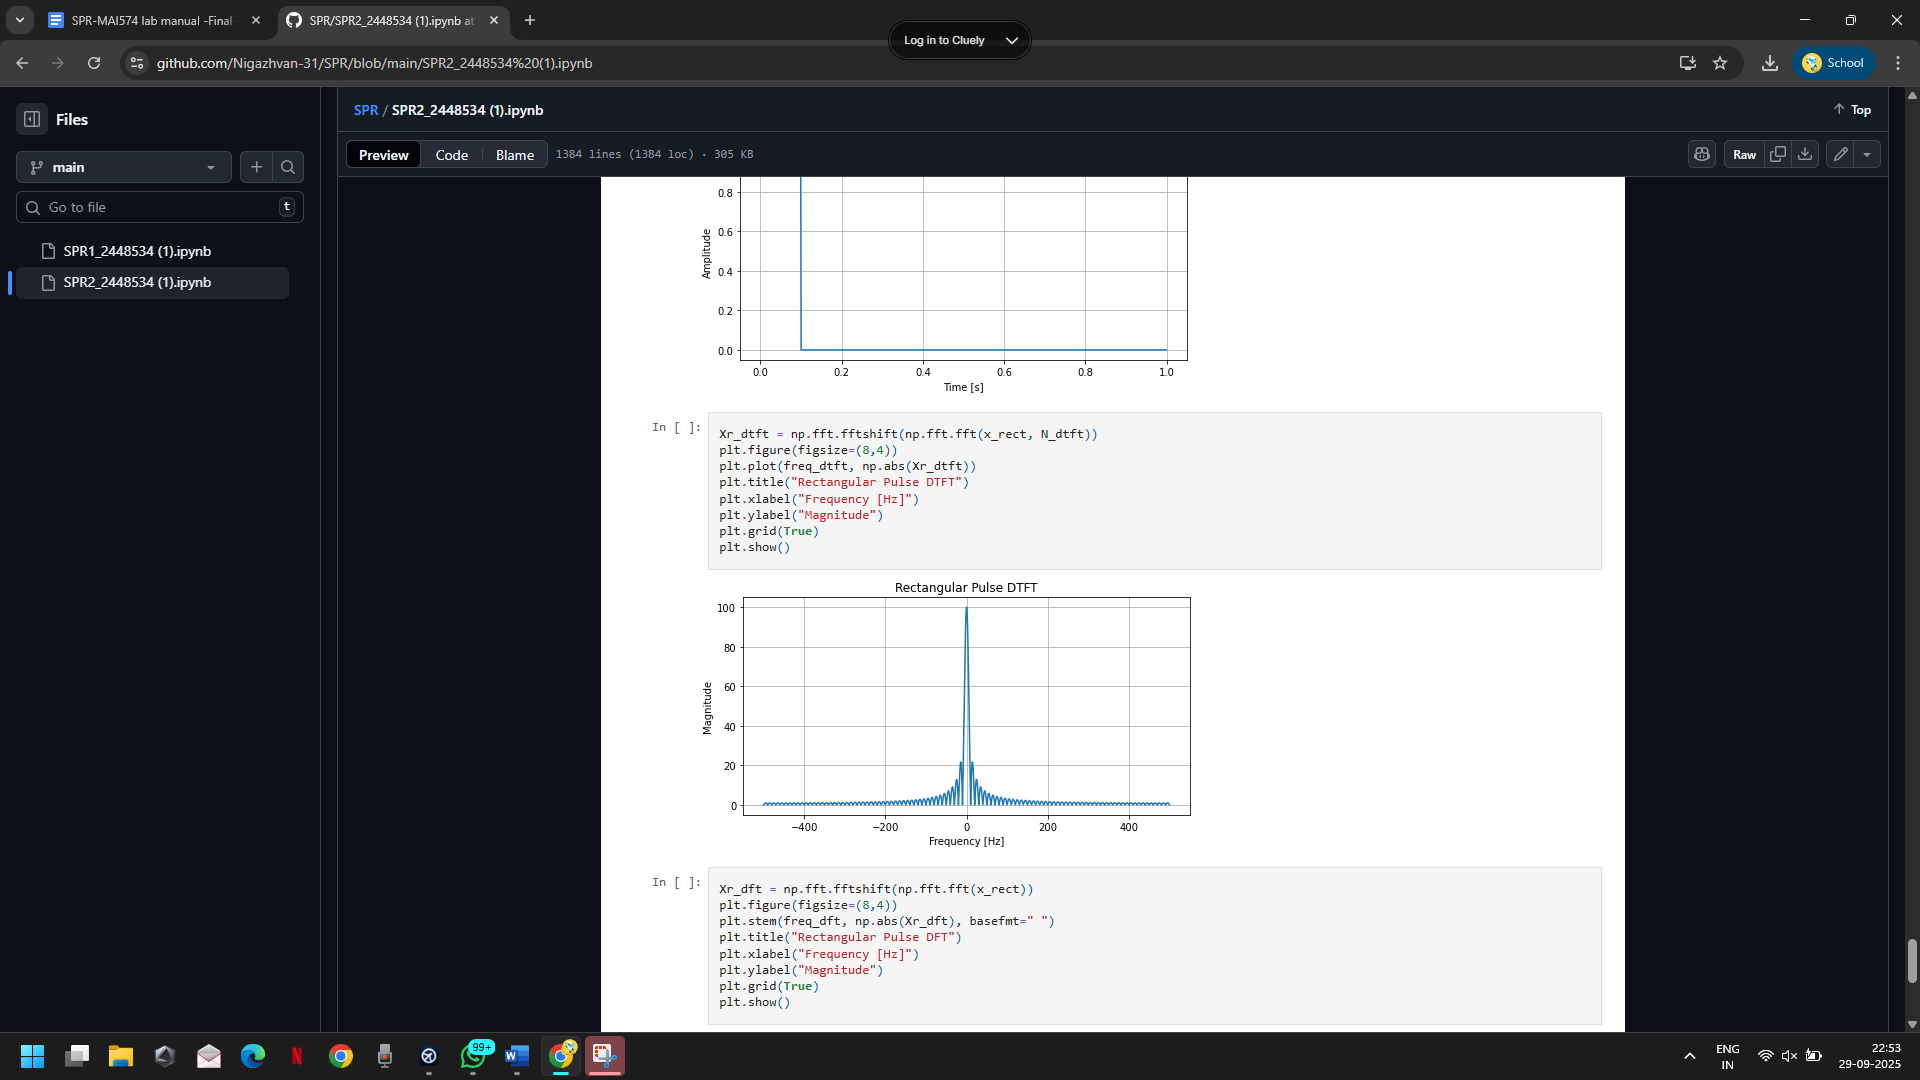 SPR-MAI574 lab manual -Final
SPR/SPR2_2448534 (1).ipynb at
Log in to Cluely
github.com/Nigazhvan-31/SPR/blob/main/SPR2_2448534%20(1).ipynb
School
Files
SPR / SPR2_2448534 (1).ipynb
Top
main
Preview
Code
Blame
1384 lines (1384 loc) · 305 KB
Raw
Go to file
t
SPR1_2448534 (1).ipynb
SPR2_2448534 (1).ipynb
0.8
0.6
0.4
0.2
0.0
Amplitude
0.0 0.2 0.4 0.6 0.8 1.0
Time [s]
In [ ]:
Xr_dtft = np.fft.fftshift(np.fft.fft(x_rect, N_dtft))
plt.figure(figsize=(8,4))
plt.plot(freq_dtft, np.abs(Xr_dtft))
plt.title("Rectangular Pulse DTFT")
plt.xlabel("Frequency [Hz]")
plt.ylabel("Magnitude")
plt.grid(True)
plt.show()
Rectangular Pulse DTFT
100
80
60
40
20
0
Magnitude
−400 −200 0 200 400
Frequency [Hz]
In [ ]:
Xr_dft = np.fft.fftshift(np.fft.fft(x_rect))
plt.figure(figsize=(8,4))
plt.stem(freq_dft, np.abs(Xr_dft), basefmt=" ")
plt.title("Rectangular Pulse DFT")
plt.xlabel("Frequency [Hz]")
plt.ylabel("Magnitude")
plt.grid(True)
plt.show()
99+
ENG
IN
22:53
29-09-2025